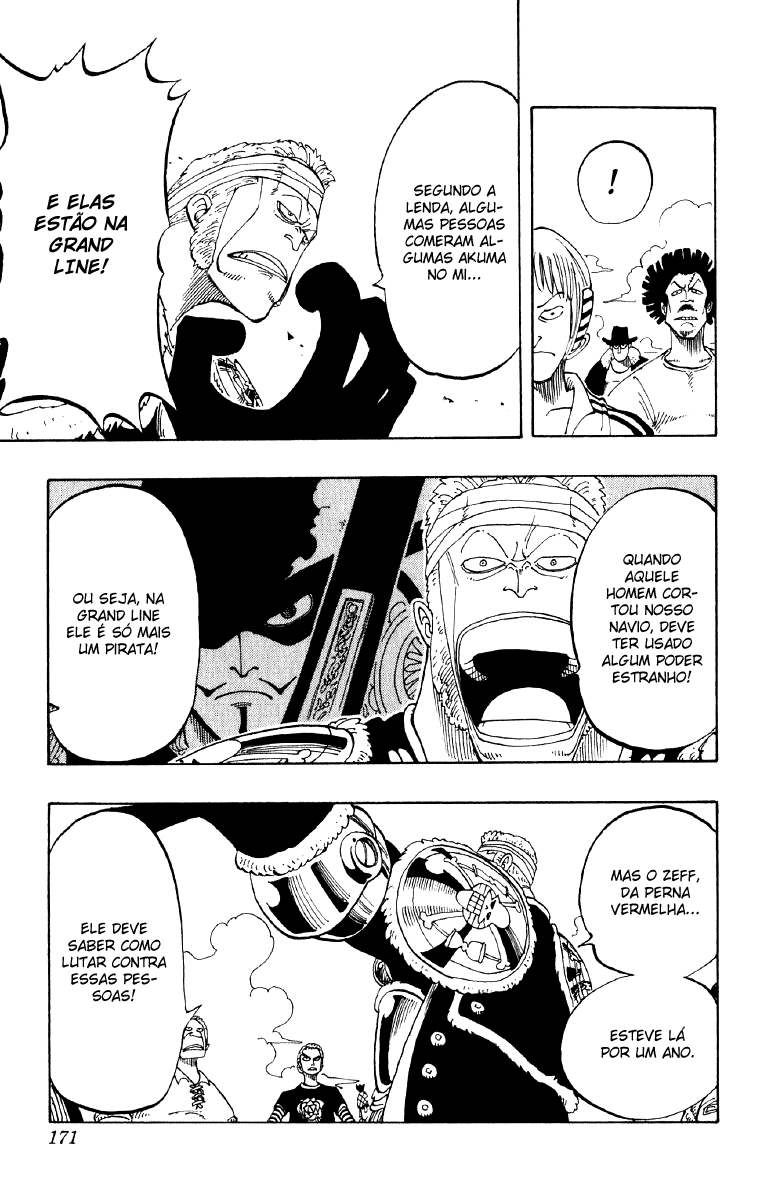 !
SEGUNDO A
LENDA, ALGU-
MAS PESSOAS
COMERAM AL-
GUMAS AKUMA
NO MI...
E ELAS
ESTÃO NA
GRAND
LINE!
QUANDO
AQUELE
HOMEM COR-
TOU NOSSO
NAVIO, DEVE
TER USADO
ALGUM PODER
ESTRANHO!
OU SEJA, NA
GRAND LINE
ELE É SÓ MAIS
UM PIRATA!
MAS O ZEFF,
DA PERNA
VERMELHA...
ESTEVE LÁ
POR UM ANO.
ELE DEVE
SABER COMO
LUTAR CONTRA
ESSAS PES-
SOAS!
171